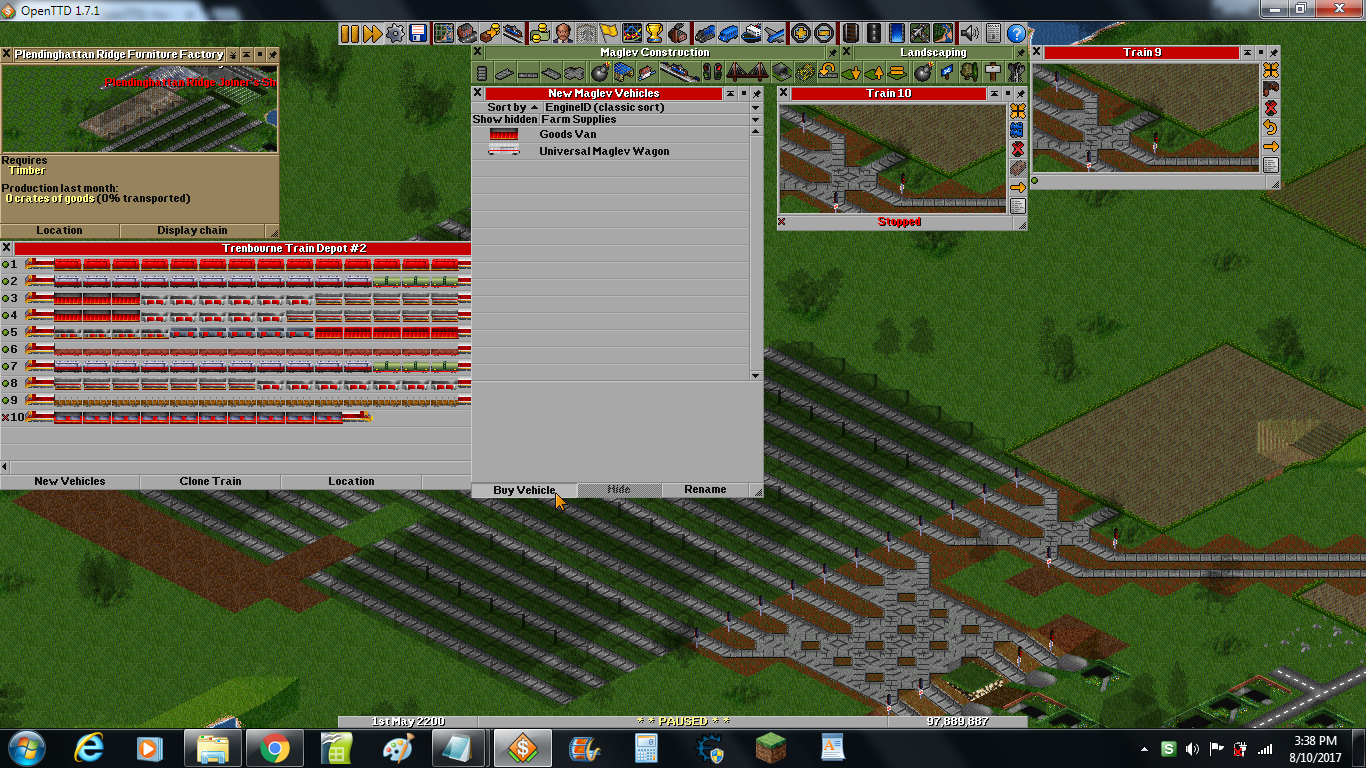 OpenTTD 1.7.1
Plendinghattan Ridge Furniture Factory
Plendinghattan Ridge Joiner's Sh
Requires
Timber
Production last month:
0 crates of goods (0% transported)
Location Display chain
Trenbourne Train Depot #2
1
2
3
4
5
6
7
8
9
10
New Vehicles Clone Train Location
Maglev Construction
New Maglev Vehicles
Sort by EngineID (classic sort)
Show hidden Farm Supplies
Goods Van
Universal Maglev Wagon
Buy Vehicle Hide Rename
Landscaping
Train 10
Stopped
Train 9
1st May 2200 * * PAUSED * * 97,889,887
3:38 PM
8/10/2017